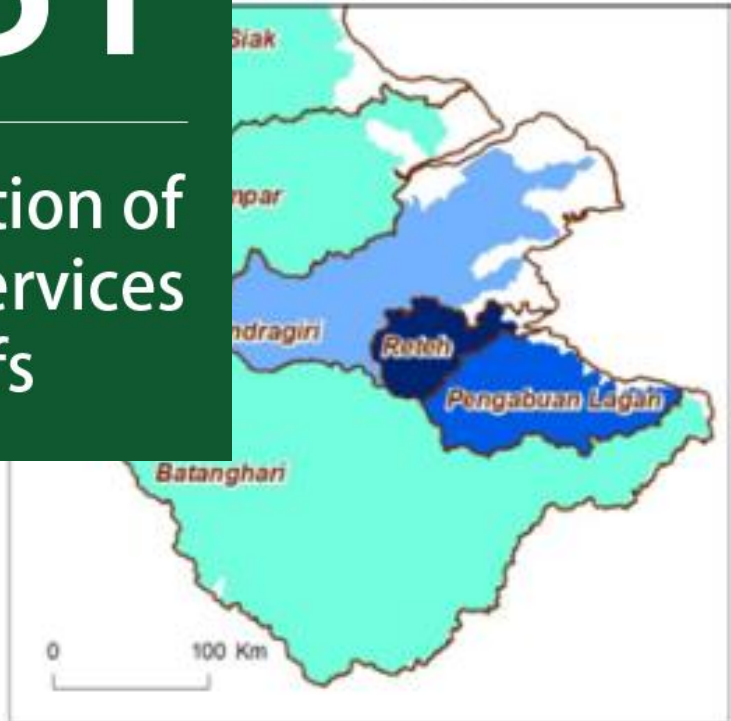 Siak
tion of
mpar
ervices
ndragiri
Reteh
fs
Pengabuan Lagan
Batanghari
0 100 Km